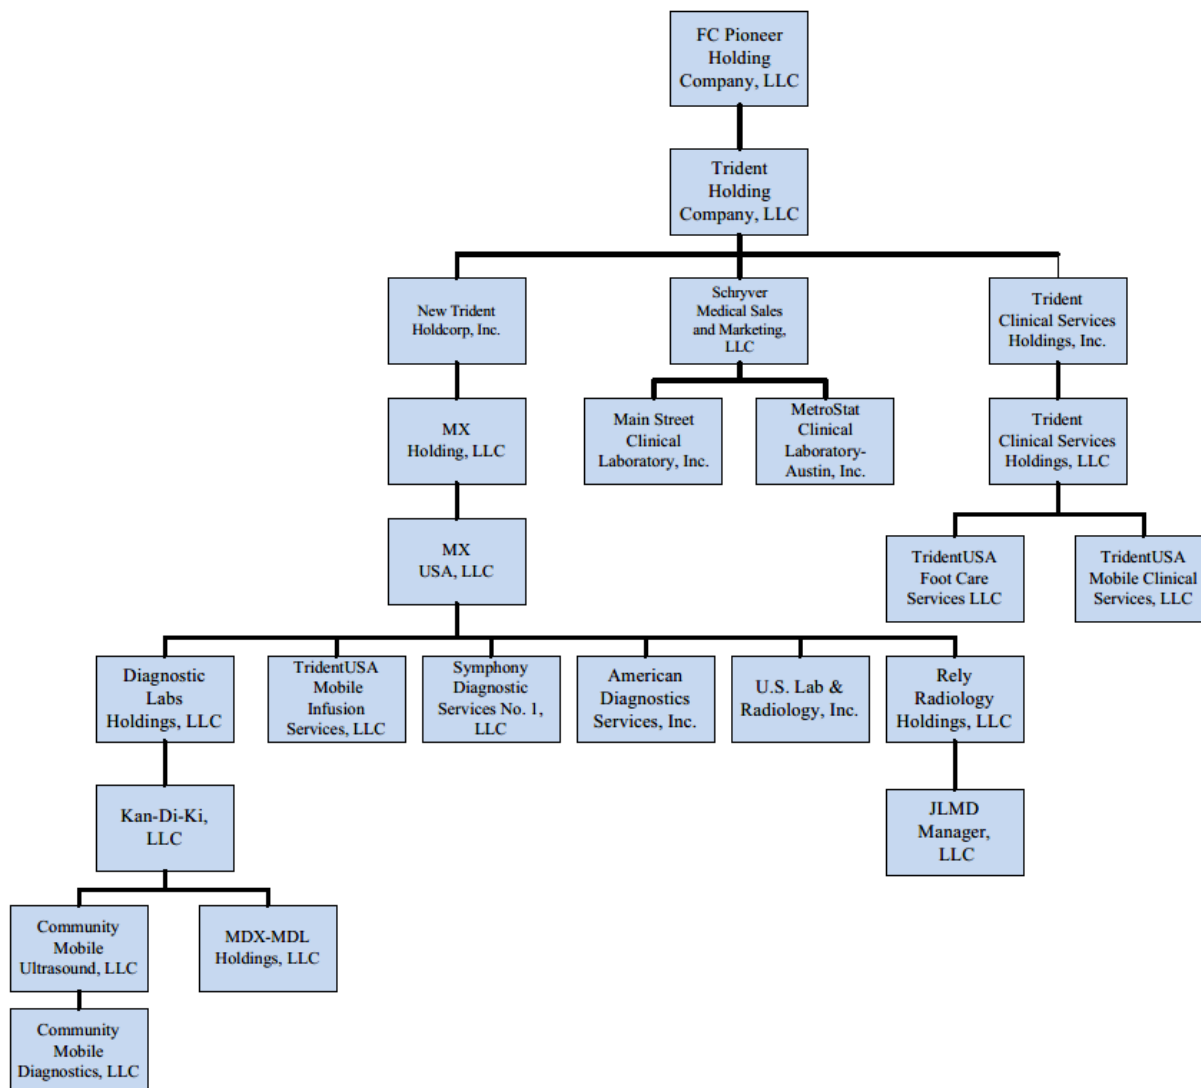 FC Pioneer
Holding
Company, LLC
Trident
Holding
Company, LLC
New Trident
Holdcorp, Inc.
Schryver
Medical Sales
and Marketing,
LLC
Trident
Clinical Services
Holdings, Inc.
MX
Holding, LLC
Main Street
Clinical
Laboratory, Inc.
MetroStat
Clinical
Laboratory-
Austin, Inc.
Trident
Clinical Services
Holdings, LLC
MX
USA, LLC
TridentUSA
Foot Care
Services LLC
TridentUSA
Mobile Clinical
Services, LLC
Diagnostic
Labs
Holdings, LLC
TridentUSA
Mobile
Infusion
Services, LLC
Symphony
Diagnostic
Services No. 1,
LLC
American
Diagnostics
Services, Inc.
U.S. Lab &
Radiology, Inc.
Rely
Radiology
Holdings, LLC
Kan-Di-Ki,
LLC
JLMD
Manager,
LLC
Community
Mobile
Ultrasound, LLC
MDX-MDL
Holdings, LLC
Community
Mobile
Diagnostics, LLC